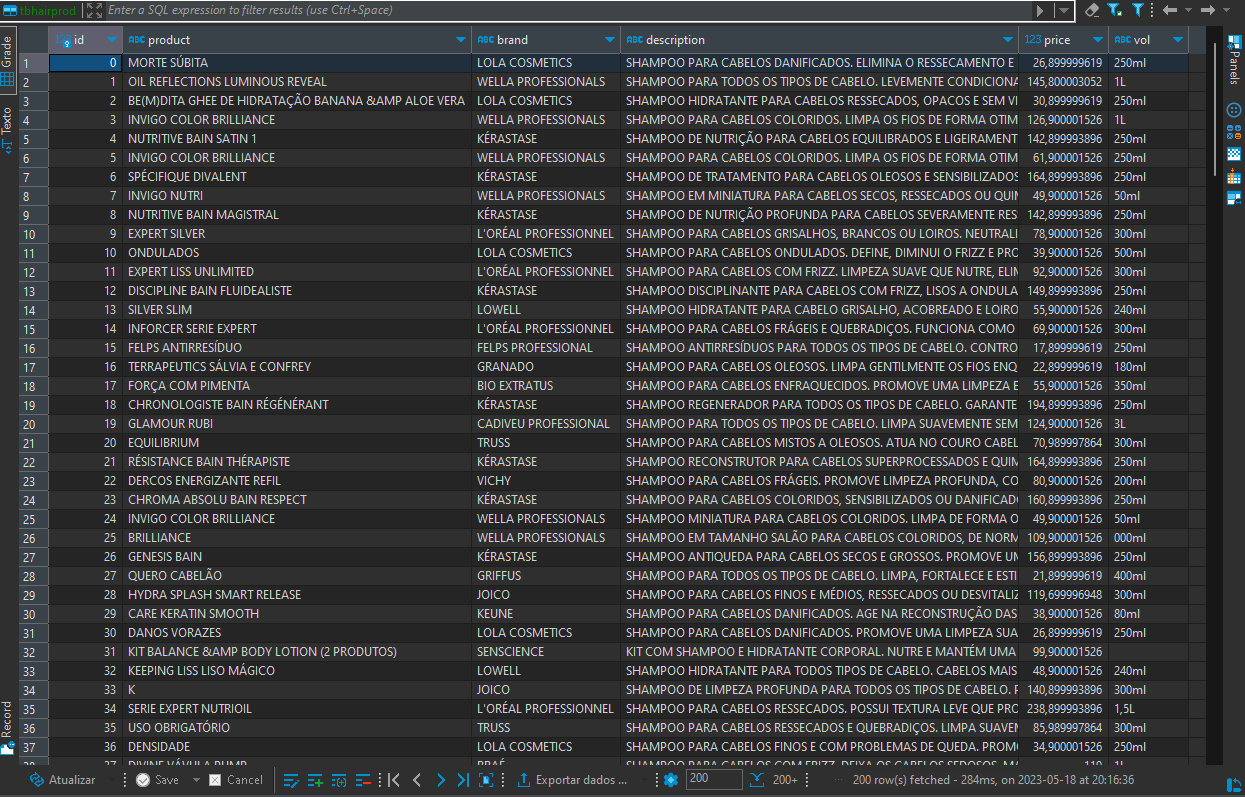 tbhairprod Enter a SQL expression to filter results (use Ctrl+Space)
Grade
Texto
Record
Panels
123 id ABC product ABC brand ABC description 123 price ABC vol
1 0 MORTE SÚBITA LOLA COSMETICS SHAMPOO PARA CABELOS DANIFICADOS. ELIMINA O RESSECAMENTO E 26,899999619 250ml
2 1 OIL REFLECTIONS LUMINOUS REVEAL WELLA PROFESSIONALS SHAMPOO PARA TODOS OS TIPOS DE CABELO. LEVEMENTE CONDICIONA 145,800003052 1L
3 2 BE(M)DITA GHEE DE HIDRATAÇÃO BANANA &AMP ALOE VERA LOLA COSMETICS SHAMPOO HIDRATANTE PARA CABELOS RESSECADOS, OPACOS E SEM VI 30,899999619 250ml
4 3 INVIGO COLOR BRILLIANCE WELLA PROFESSIONALS SHAMPOO PARA CABELOS COLORIDOS. LIMPA OS FIOS DE FORMA OTIM 126,900001526 1L
5 4 NUTRITIVE BAIN SATIN 1 KÉRASTASE SHAMPOO DE NUTRIÇÃO PARA CABELOS EQUILIBRADOS E LIGEIRAMENT 142,899993896 250ml
6 5 INVIGO COLOR BRILLIANCE WELLA PROFESSIONALS SHAMPOO PARA CABELOS COLORIDOS. LIMPA OS FIOS DE FORMA OTIM 61,900001526 250ml
7 6 SPÉCIFIQUE DIVALENT KÉRASTASE SHAMPOO DE TRATAMENTO PARA CABELOS OLEOSOS E SENSIBILIZADOS 164,899993896 250ml
8 7 INVIGO NUTRI WELLA PROFESSIONALS SHAMPOO EM MINIATURA PARA CABELOS SECOS, RESSECADOS OU QUIM 49,900001526 50ml
9 8 NUTRITIVE BAIN MAGISTRAL KÉRASTASE SHAMPOO DE NUTRIÇÃO PROFUNDA PARA CABELOS SEVERAMENTE RES 142,899993896 250ml
10 9 EXPERT SILVER L'ORÉAL PROFESSIONNEL SHAMPOO PARA CABELOS GRISALHOS, BRANCOS OU LOIROS. NEUTRALI 78,900001526 300ml
11 10 ONDULADOS LOLA COSMETICS SHAMPOO PARA CABELOS ONDULADOS. DEFINE, DIMINUI O FRIZZ E PRO 39,900001526 500ml
12 11 EXPERT LISS UNLIMITED L'ORÉAL PROFESSIONNEL SHAMPOO PARA CABELOS COM FRIZZ. LIMPEZA SUAVE QUE NUTRE, ELIM 92,900001526 300ml
13 12 DISCIPLINE BAIN FLUIDEALISTE KÉRASTASE SHAMPOO DISCIPLINANTE PARA CABELOS COM FRIZZ, LISOS A ONDULA 149,899993896 250ml
14 13 SILVER SLIM LOWELL SHAMPOO HIDRATANTE PARA CABELO GRISALHO, ACOBREADO E LOIRO 55,900001526 240ml
15 14 INFORCER SERIE EXPERT L'ORÉAL PROFESSIONNEL SHAMPOO PARA CABELOS FRÁGEIS E QUEBRADIÇOS. FUNCIONA COMO 69,900001526 300ml
16 15 FELPS ANTIRRESÍDUO FELPS PROFESSIONAL SHAMPOO ANTIRRESÍDUOS PARA TODOS OS TIPOS DE CABELO. CONTRO 17,899999619 250ml
17 16 TERRAPEUTICS SÁLVIA E CONFREY GRANADO SHAMPOO PARA CABELOS OLEOSOS. LIMPA GENTILMENTE OS FIOS ENQ 22,899999619 180ml
18 17 FORÇA COM PIMENTA BIO EXTRATUS SHAMPOO PARA CABELOS ENFRAQUECIDOS. PROMOVE UMA LIMPEZA E 55,900001526 350ml
19 18 CHRONOLOGISTE BAIN RÉGÉNÉRANT KÉRASTASE SHAMPOO REGENERADOR PARA TODOS OS TIPOS DE CABELO. GARANTE 194,899993896 250ml
20 19 GLAMOUR RUBI CADIVEU PROFESSIONAL SHAMPOO PARA TODOS OS TIPOS DE CABELO. LIMPA SUAVEMENTE SEM 124,900001526 3L
21 20 EQUILIBRIUM TRUSS SHAMPOO PARA CABELOS MISTOS A OLEOSOS. ATUA NO COURO CABEL 70,989997864 300ml
22 21 RÉSISTANCE BAIN THÉRAPISTE KÉRASTASE SHAMPOO RECONSTRUTOR PARA CABELOS SUPERPROCESSADOS E QUIM 164,899993896 250ml
23 22 DERCOS ENERGIZANTE REFIL VICHY SHAMPOO PARA CABELOS FRÁGEIS. PROMOVE LIMPEZA PROFUNDA, CO 80,900001526 200ml
24 23 CHROMA ABSOLU BAIN RESPECT KÉRASTASE SHAMPOO PARA CABELOS COLORIDOS, SENSIBILIZADOS OU DANIFICAD 160,899993896 250ml
25 24 INVIGO COLOR BRILLIANCE WELLA PROFESSIONALS SHAMPOO MINIATURA PARA CABELOS COLORIDOS. LIMPA DE FORMA O 49,900001526 50ml
26 25 BRILLIANCE WELLA PROFESSIONALS SHAMPOO EM TAMANHO SALÃO PARA CABELOS COLORIDOS, DE NORM 109,900001526 000ml
27 26 GENESIS BAIN KÉRASTASE SHAMPOO ANTIQUEDA PARA CABELOS SECOS E GROSSOS. PROMOVE UM 156,899993896 250ml
28 27 QUERO CABELÃO GRIFFUS SHAMPOO PARA TODOS OS TIPOS DE CABELO. LIMPA, FORTALECE E ESTI 21,899999619 400ml
29 28 HYDRA SPLASH SMART RELEASE JOICO SHAMPOO PARA CABELOS FINOS E MÉDIOS, RESSECADOS OU DESVITALIZ 119,699996948 300ml
30 29 CARE KERATIN SMOOTH KEUNE SHAMPOO PARA CABELOS DANIFICADOS. AGE NA RECONSTRUÇÃO DAS 38,900001526 80ml
31 30 DANOS VORAZES LOLA COSMETICS SHAMPOO PARA CABELOS DANIFICADOS. PROMOVE UMA LIMPEZA SUA 26,899999619 250ml
32 31 KIT BALANCE &AMP BODY LOTION (2 PRODUTOS) SENSCIENCE KIT COM SHAMPOO E HIDRATANTE CORPORAL. NUTRE E MANTÉM UMA 99,900001526
33 32 KEEPING LISS LISO MÁGICO LOWELL SHAMPOO HIDRATANTE PARA TODOS TIPOS DE CABELO. CABELOS MAIS 48,900001526 240ml
34 33 K JOICO SHAMPOO DE LIMPEZA PROFUNDA PARA TODOS OS TIPOS DE CABELO. 140,899993896 300ml
35 34 SERIE EXPERT NUTRIOIL L'ORÉAL PROFESSIONNEL SHAMPOO PARA CABELOS RESSECADOS. POSSUI TEXTURA LEVE QUE PRO 238,899993896 1,5L
36 35 USO OBRIGATÓRIO TRUSS SHAMPOO PARA CABELOS RESSECADOS E QUEBRADIÇOS. LIMPA SUAVEM 85,989997864 300ml
37 36 DENSIDADE LOLA COSMETICS SHAMPOO PARA CABELOS FINOS E COM PROBLEMAS DE QUEDA. PROM 34,900001526 250ml
Atualizar Save Cancel Exportar dados ... 200 200+ 200 row(s) fetched - 284ms, on 2023-05-18 at 20:16:36